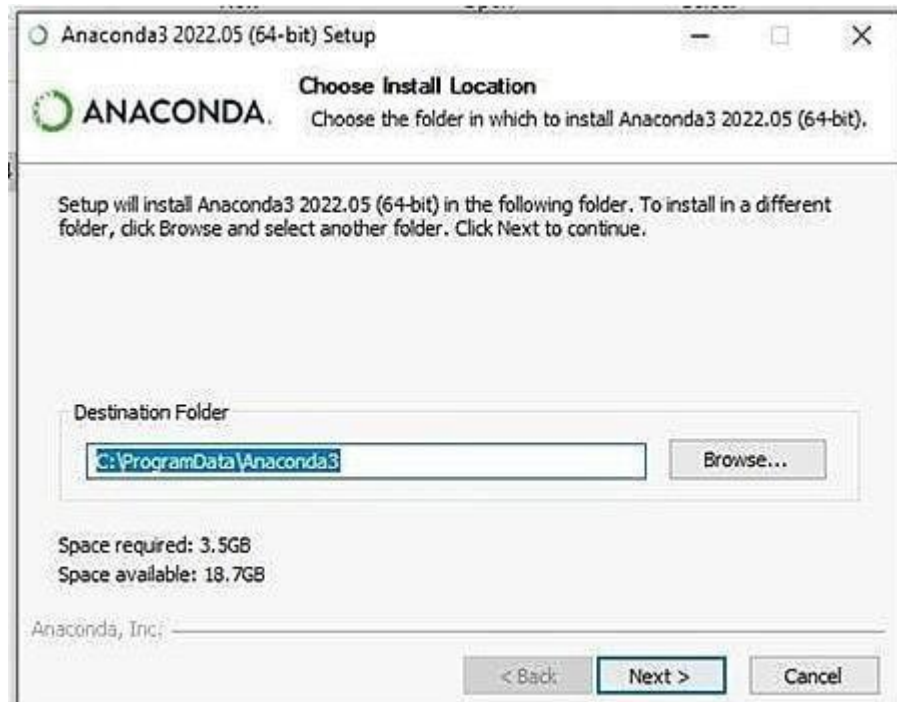 Anaconda3 2022.05 (64-bit) Setup
ANACONDA.
Choose Install Location
Choose the folder in which to install Anaconda3 2022.05 (64-bit).
Setup will install Anaconda3 2022.05 (64-bit) in the following folder. To install in a different
folder, click Browse and select another folder. Click Next to continue.
Destination Folder
C:\ProgramData\Anaconda3
Browse...
Space required: 3.5GB
Space available: 18.7GB
Anaconda, Inc.
< Back
Next >
Cancel